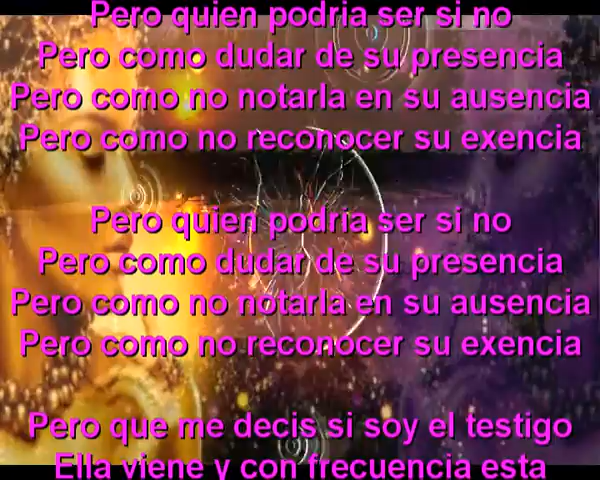 Pero quien podria ser si no
Pero como dudar de su presencia
Pero como no notarla en su ausencia
Pero como no reconocer su exencia
Pero quien podria ser si no
Pero como dudar de su presencia
Pero como no notarla en su ausencia
Pero como no reconocer su exencia
Pero que me decis si soy el testigo
Ella viene y con frecuencia esta